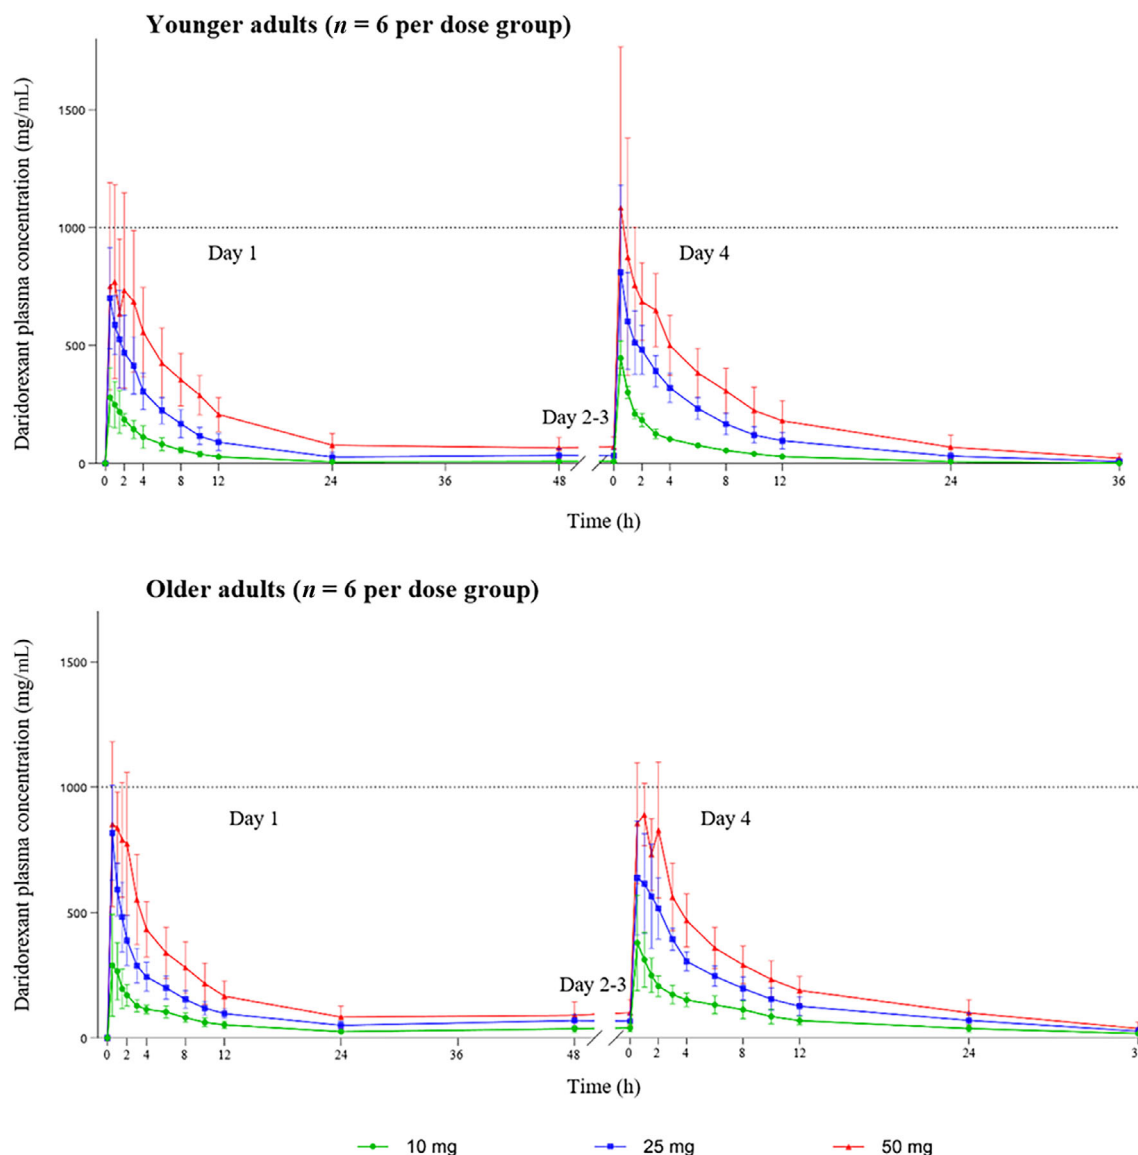 Younger adults (n = 6 per dose group)
Daridorexant plasma concentration (mg/mL)
1500
1000
500
0
Day 1
Day 4
Day 2-3
0 2 4 8 12 24 36 48 0 2 4 8 12 24 36
Time (h)
Older adults (n = 6 per dose group)
Daridorexant plasma concentration (mg/mL)
1500
1000
500
0
Day 1
Day 4
Day 2-3
0 2 4 8 12 24 36 48 0 2 4 8 12 24 3
Time (h)
10 mg 25 mg 50 mg